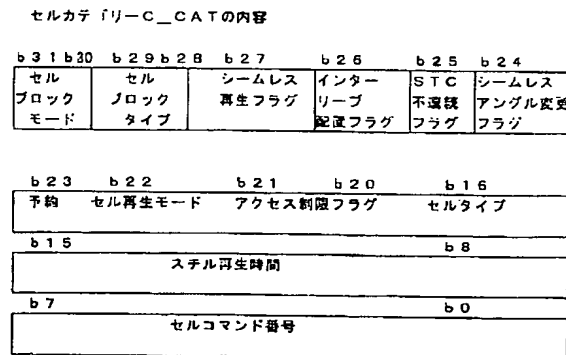 セルカテゴリーC_CATの内容
b31b30 b29b28 b27 b26 b25 b24
セル セル シームレス インター STC シームレス
ブロック ブロック 再生フラグ リーブ 不連続 アングル変更
モード タイプ 配置フラグ フラグ フラグ
b23 b22 b21 b20 b16
予約 セル再生モード アクセス制限フラグ セルタイプ
b15 b8
スチル再生時間
b7 b0
セルコマンド番号